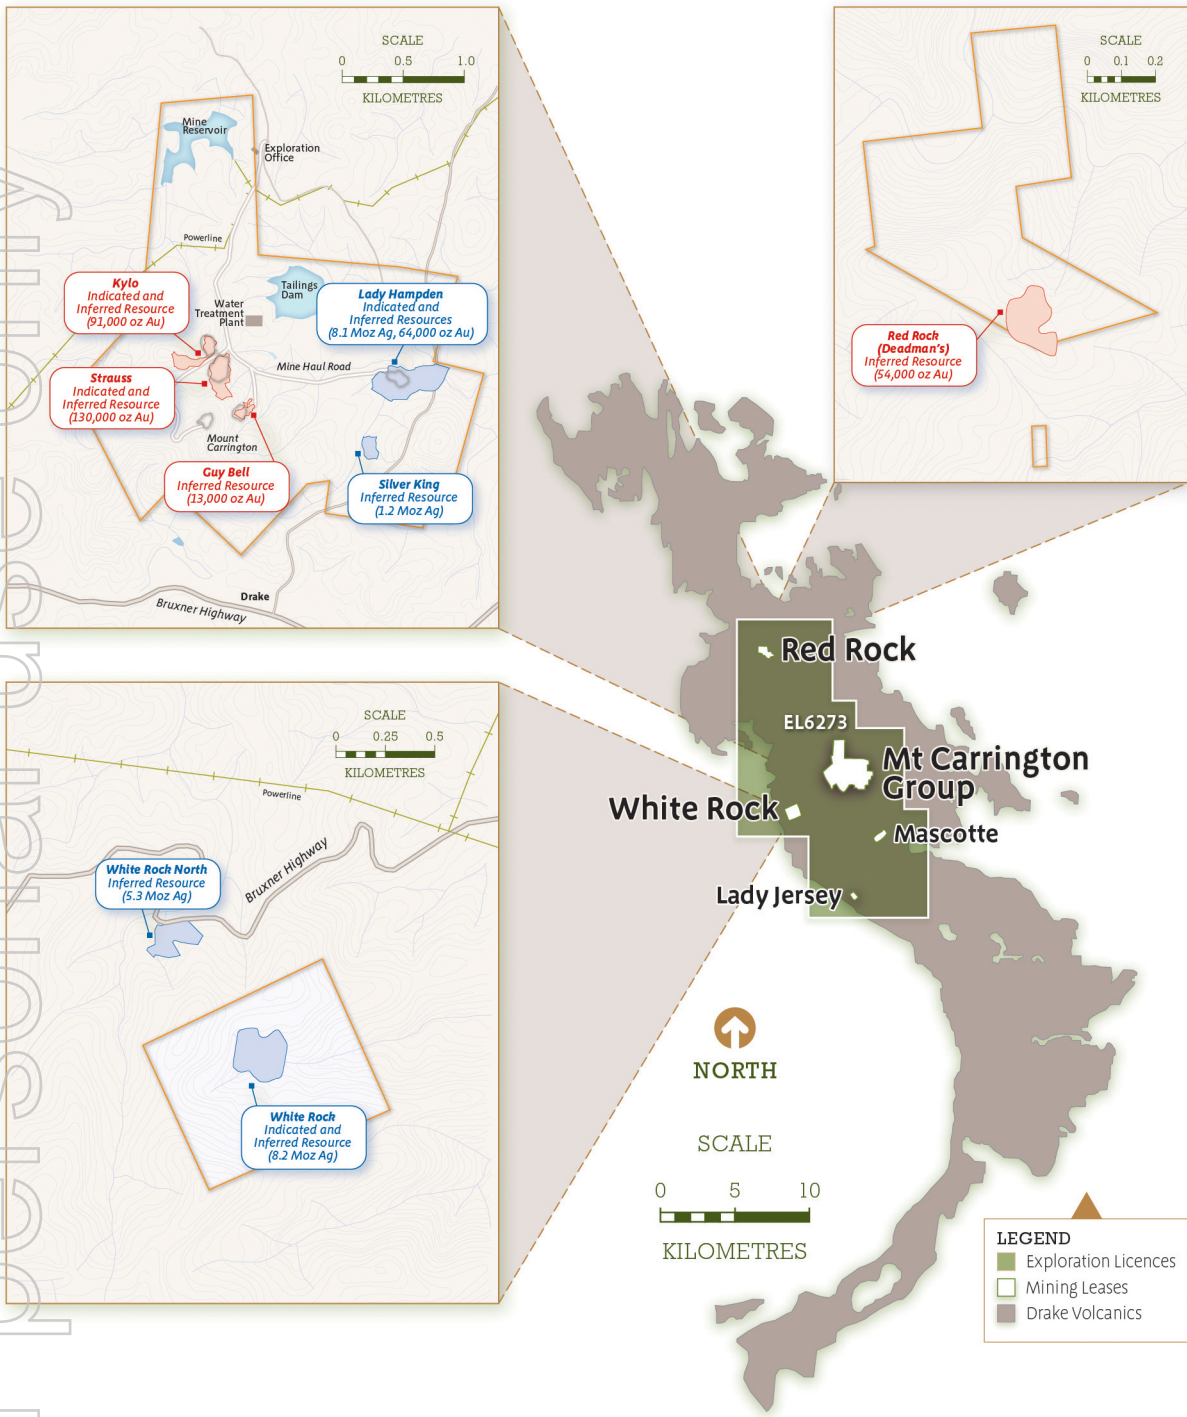 SCALE
0 0.5 1.0
KILOMETRES
Mine
Reservoir
Exploration
Office
Powerline
Kylo
Indicated and
Inferred Resource
(91,000 oz Au)
Water
Treatment
Plant
Tailings
Dam
Lady Hampden
Indicated and
Inferred Resources
(8.1 Moz Ag, 64,000 oz Au)
Mine Haul Road
Strauss
Indicated and
Inferred Resource
(130,000 oz Au)
Mount
Carrington
Guy Bell
Inferred Resource
(13,000 oz Au)
Silver King
Inferred Resource
(1.2 Moz Ag)
Drake
Bruxner Highway
SCALE
0 0.1 0.2
KILOMETRES
Red Rock
(Deadman's)
Inferred Resource
(54,000 oz Au)
SCALE
0 0.25 0.5
KILOMETRES
Powerline
Bruxner Highway
White Rock North
Inferred Resource
(5.3 Moz Ag)
White Rock
Indicated and
Inferred Resource
(8.2 Moz Ag)
Red Rock
EL6273
Mt Carrington
Group
White Rock
Mascotte
Lady Jersey
NORTH
SCALE
0 5 10
KILOMETRES
LEGEND
Exploration Licences
Mining Leases
Drake Volcanics
personal use only